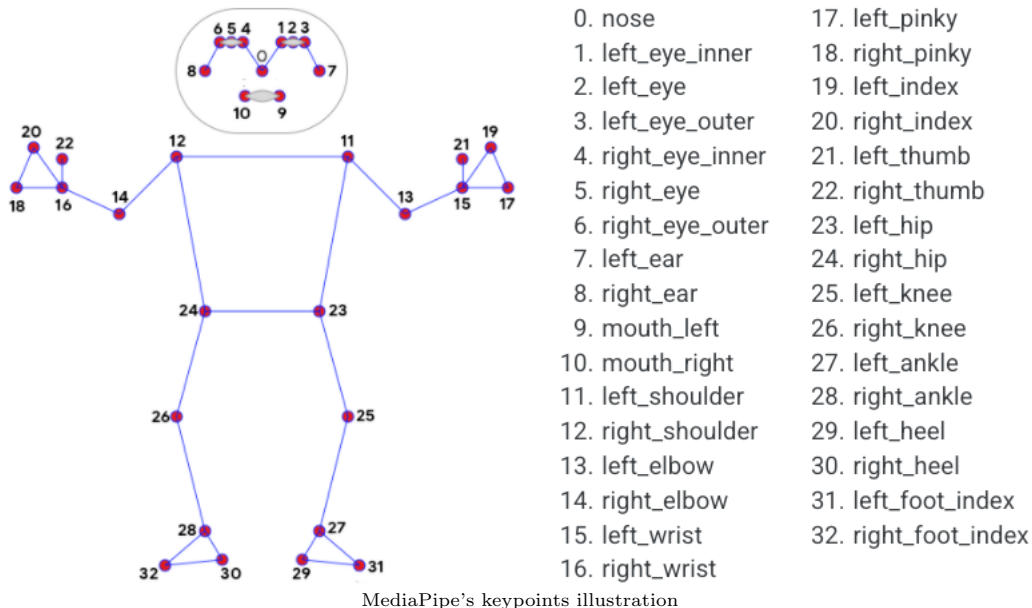 6 5 4 1 2 3
0
8 7
10 9
20 22 12 11 21 19
18 16 14 13 15 17
24 23
26 25
28 27
32 30 29 31
0. nose
1. left_eye_inner
2. left_eye
3. left_eye_outer
4. right_eye_inner
5. right_eye
6. right_eye_outer
7. left_ear
8. right_ear
9. mouth_left
10. mouth_right
11. left_shoulder
12. right_shoulder
13. left_elbow
14. right_elbow
15. left_wrist
16. right_wrist
17. left_pinky
18. right_pinky
19. left_index
20. right_index
21. left_thumb
22. right_thumb
23. left_hip
24. right_hip
25. left_knee
26. right_knee
27. left_ankle
28. right_ankle
29. left_heel
30. right_heel
31. left_foot_index
32. right_foot_index
MediaPipe's keypoints illustration